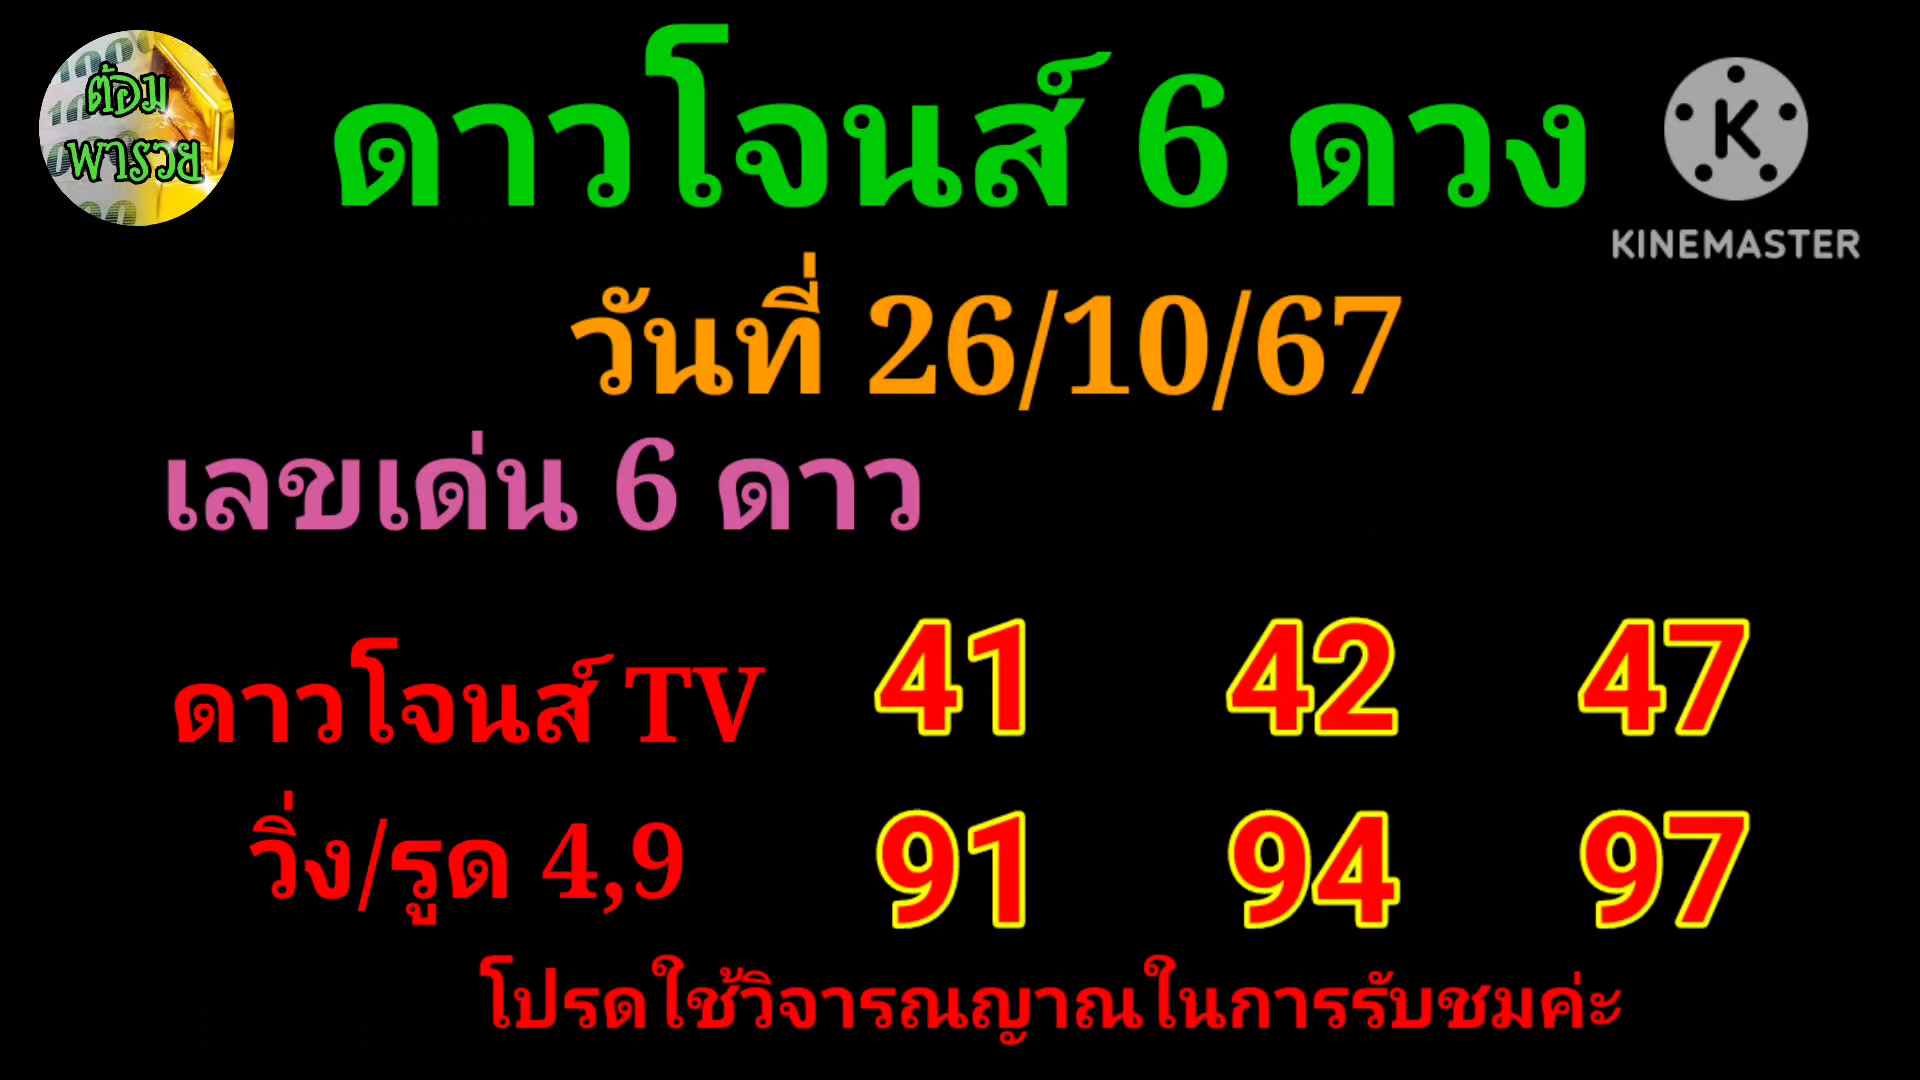 ต้อม
พารวย
ดาวโจนส์ 6 ดวง
KINEMASTER
วันที่ 26/10/67
เลขเด่น 6 ดาว
ดาวโจนส์ TV 41 42 47
วิ่ง/รูด 4,9 91 94 97
โปรดใช้วิจารณญาณในการรับชมค่ะ